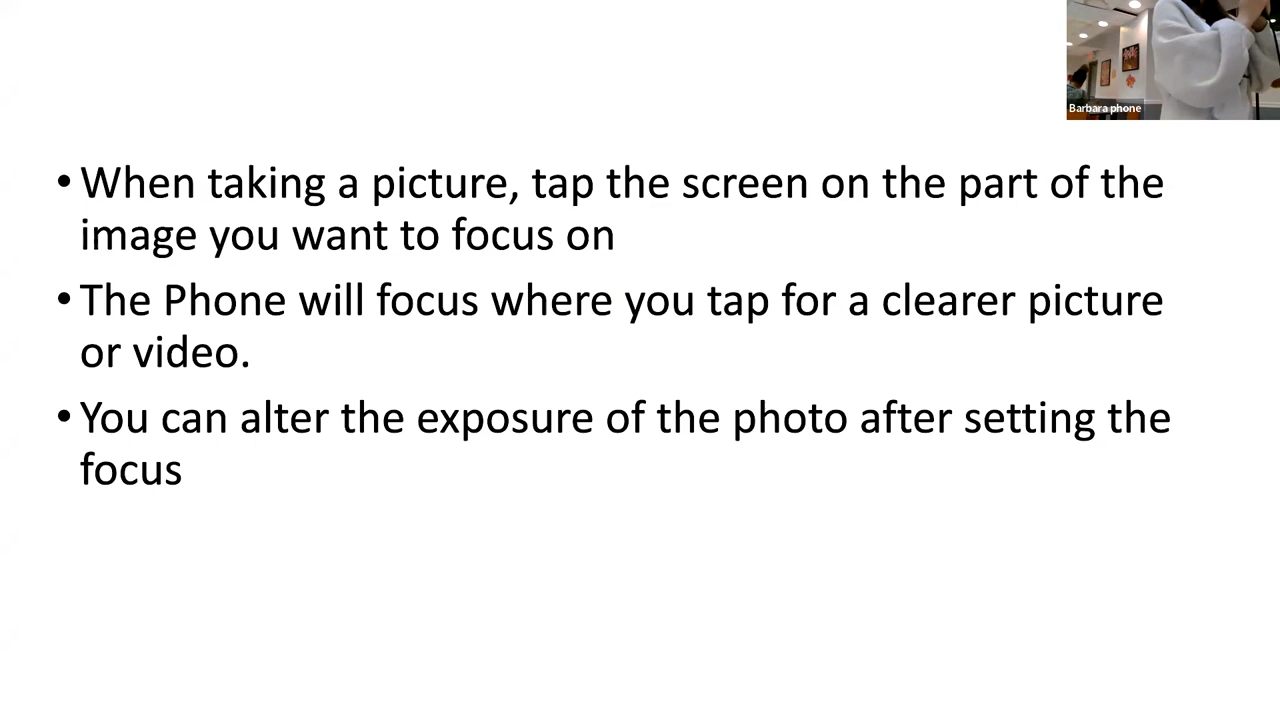 Barbara phone
• When taking a picture, tap the screen on the part of the
image you want to focus on
• The Phone will focus where you tap for a clearer picture
or video.
• You can alter the exposure of the photo after setting the
focus